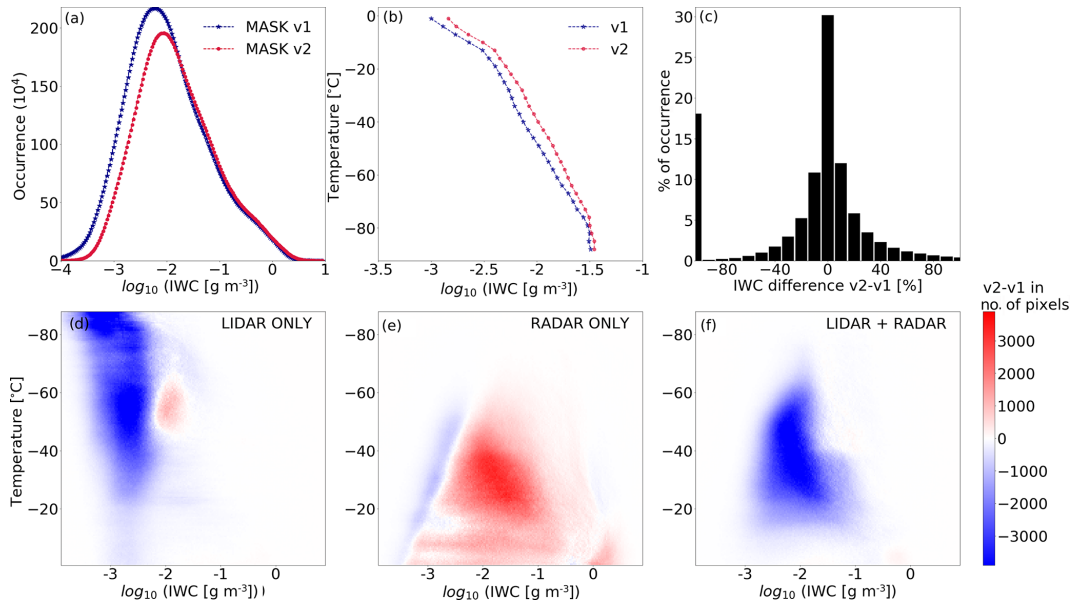 (a)
MASK v1
MASK v2
Occurrence (10⁴)
200
150
100
50
0
−4 −3 −2 −1 0 1
log₁₀ (IWC [g m⁻³])
(b)
v1
v2
Temperature [°C]
0
−20
−40
−60
−80
−3.5 −3 −2.5 −2 −1.5 −1
log₁₀ (IWC [g m⁻³])
(c)
% of occurrence
30
25
20
15
10
5
0
−80 −40 0 40 80
IWC difference v2-v1 [%]
(d) LIDAR ONLY
Temperature [°C]
−80
−60
−40
−20
-3 -2 -1 0
log₁₀ (IWC [g m⁻³])
(e) RADAR ONLY
−80
−60
−40
−20
-3 -2 -1 0
log₁₀ (IWC [g m⁻³])
(f) LIDAR + RADAR
−80
−60
−40
−20
-3 -2 -1 0
log₁₀ (IWC [g m⁻³])
v2-v1 in
no. of pixels
3000
2000
1000
0
−1000
−2000
−3000